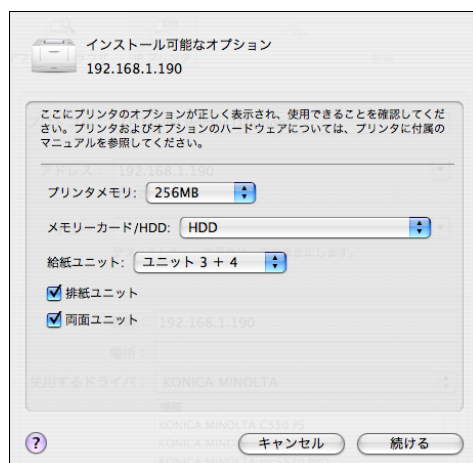 インストール可能なオプション
192.168.1.190
ここにプリンタのオプションが正しく表示され、使用できることを確認してくだ
さい。プリンタおよびオプションのハードウェアについては、プリンタに付属の
マニュアルを参照してください。
アドレス： 192.168.1.190
プリンタメモリ: 256MB
メモリーカード/HDD: HDD
給紙ユニット: ユニット 3 + 4
排紙ユニット
両面ユニット
192.168.1.190
場所：
使用するドライバ： KONICA MINOLTA
機種
KONICA MINOLTA C550 PS
? キャンセル 続ける